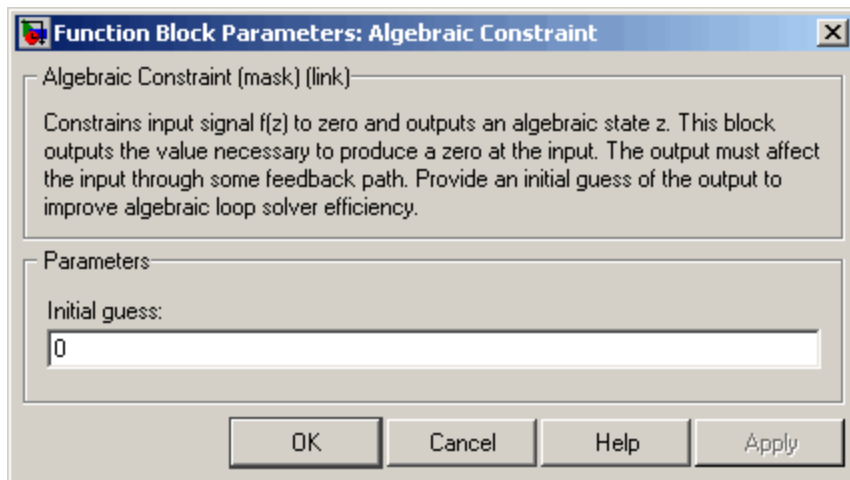 Function Block Parameters: Algebraic Constraint
Algebraic Constraint (mask) (link)
Constrains input signal f(z) to zero and outputs an algebraic state z. This block
outputs the value necessary to produce a zero at the input. The output must affect
the input through some feedback path. Provide an initial guess of the output to
improve algebraic loop solver efficiency.
Parameters
Initial guess:
0
OK Cancel Help Apply